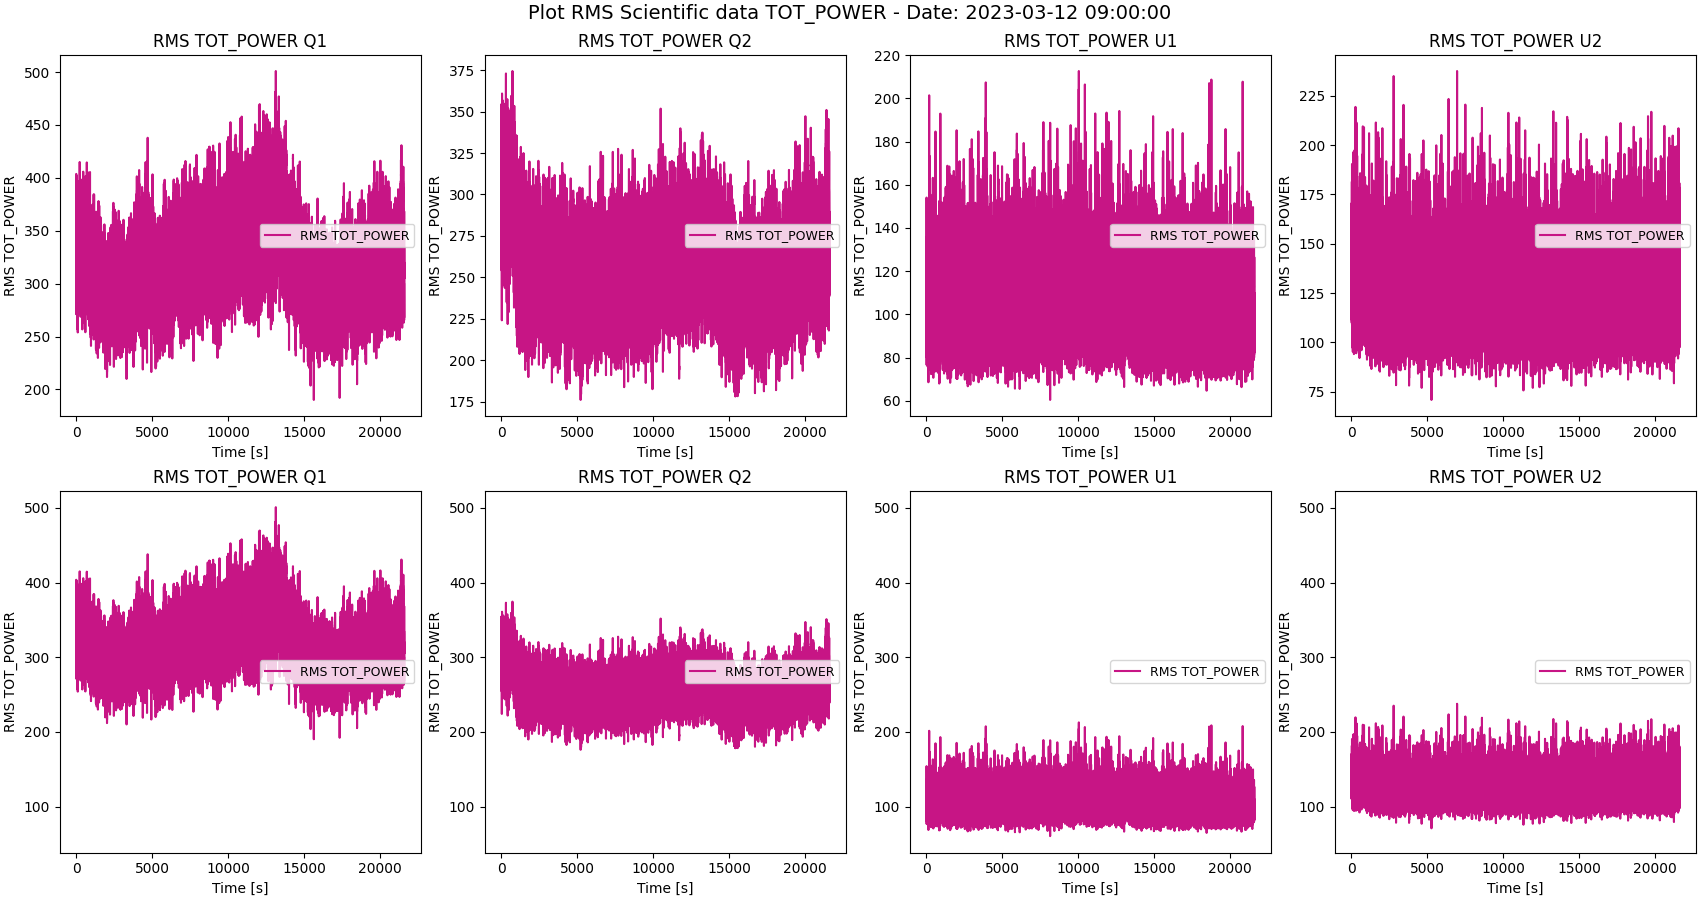 Plot RMS Scientific data TOT_POWER - Date: 2023-03-12 09:00:00
RMS TOT_POWER Q1
RMS TOT_POWER
500
450
400
350
300
250
200
RMS TOT_POWER
0 5000 10000 15000 20000
Time [s]
RMS TOT_POWER Q2
RMS TOT_POWER
375
350
325
300
275
250
225
200
175
RMS TOT_POWER
0 5000 10000 15000 20000
Time [s]
RMS TOT_POWER U1
RMS TOT_POWER
220
200
180
160
140
120
100
80
60
RMS TOT_POWER
0 5000 10000 15000 20000
Time [s]
RMS TOT_POWER U2
RMS TOT_POWER
225
200
175
150
125
100
75
RMS TOT_POWER
0 5000 10000 15000 20000
Time [s]
RMS TOT_POWER Q1
RMS TOT_POWER
500
400
300
200
100
RMS TOT_POWER
0 5000 10000 15000 20000
Time [s]
RMS TOT_POWER Q2
RMS TOT_POWER
500
400
300
200
100
RMS TOT_POWER
0 5000 10000 15000 20000
Time [s]
RMS TOT_POWER U1
RMS TOT_POWER
500
400
300
200
100
RMS TOT_POWER
0 5000 10000 15000 20000
Time [s]
RMS TOT_POWER U2
RMS TOT_POWER
500
400
300
200
100
RMS TOT_POWER
0 5000 10000 15000 20000
Time [s]